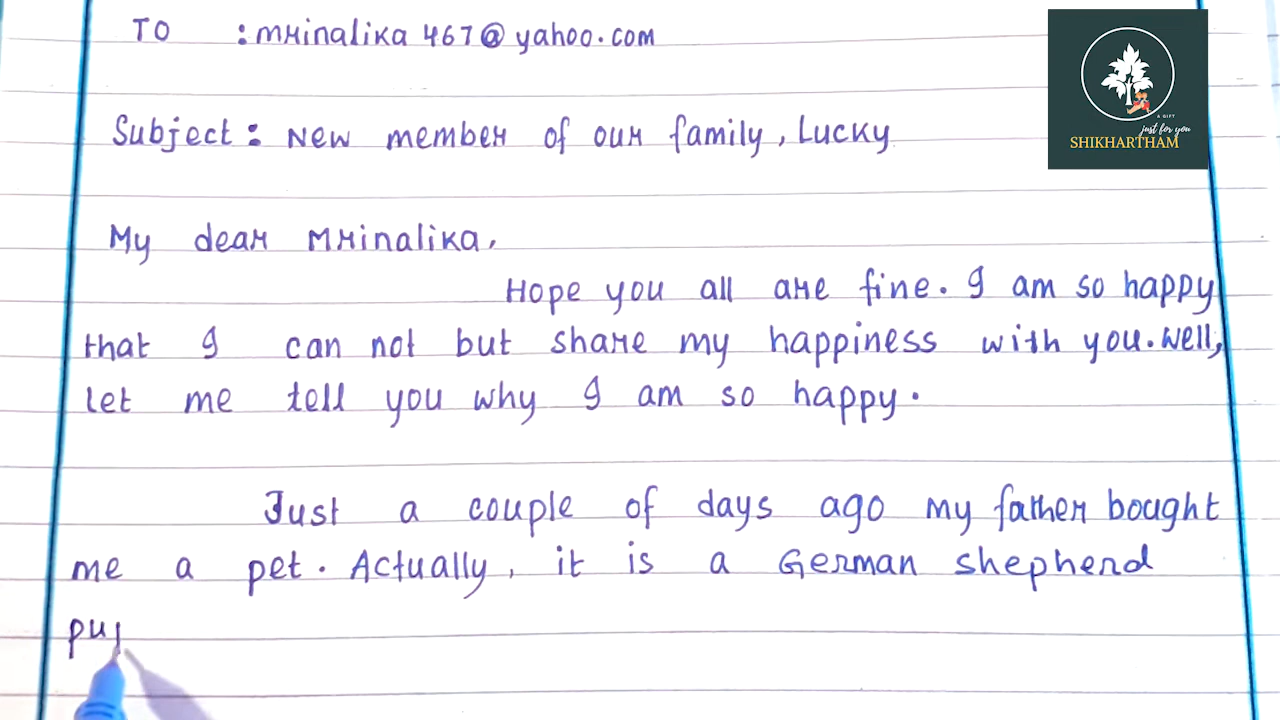 TO : mrinalika467@yahoo.com
A GIFT
just for you
SHIKHARTHAM
Subject: New member of our family, Lucky
My dear Mrinalika,
Hope you all are fine. I am so happy
that I can not but share my happiness with you. Well,
let me tell you why I am so happy.
Just a couple of days ago my father bought
me a pet. Actually, it is a German shepherd